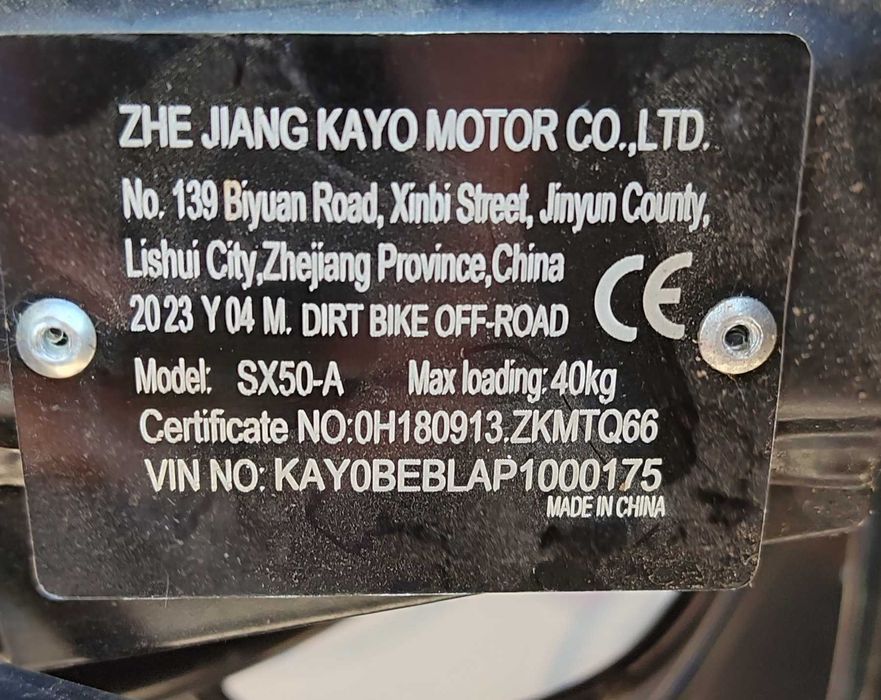 ZHE JIANG KAYO MOTOR CO.,LTD.
No. 139 Biyuan Road, Xinbi Street, Jinyun County,
Lishui City,Zhejiang Province,China
2023 Y 04 M. DIRT BIKE OFF-ROAD
CE
Model: SX50-A Max loading: 40kg
Certificate NO:0H180913.ZKMTQ66
VIN NO: KAY0BEBLAP1000175
MADE IN CHINA